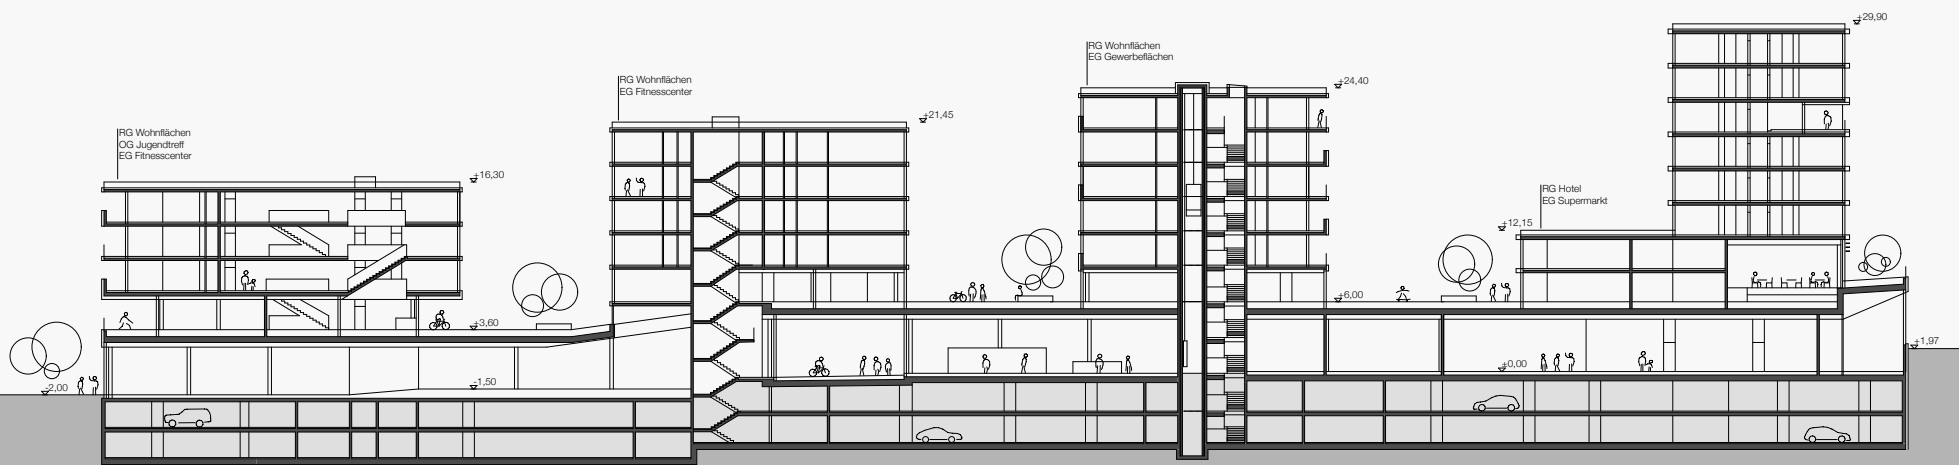 RG Wohnflächen
OG Jugendtreff
EG Fitnesscenter
+16,30
RG Wohnflächen
EG Fitnesscenter
+21,45
RG Wohnflächen
EG Gewerbeflächen
+24,40
RG Hotel
EG Supermarkt
+12,15
+29,90
+3,60
+6,00
-2,00
-1,50
+0,00
+1,97